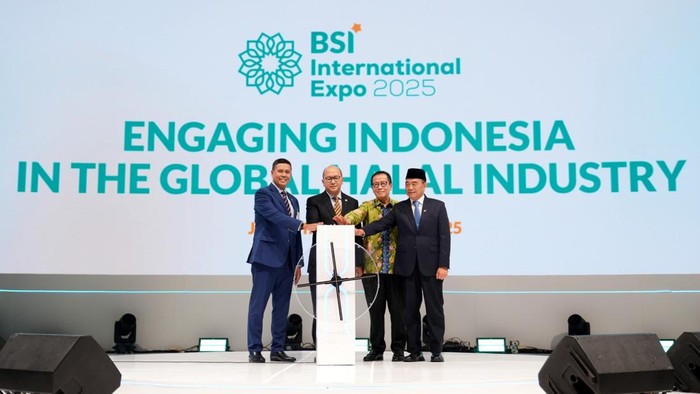 BSI
International
Expo 2025
ENGAGING INDONESIA
IN THE GLOBAL HALAL INDUSTRY